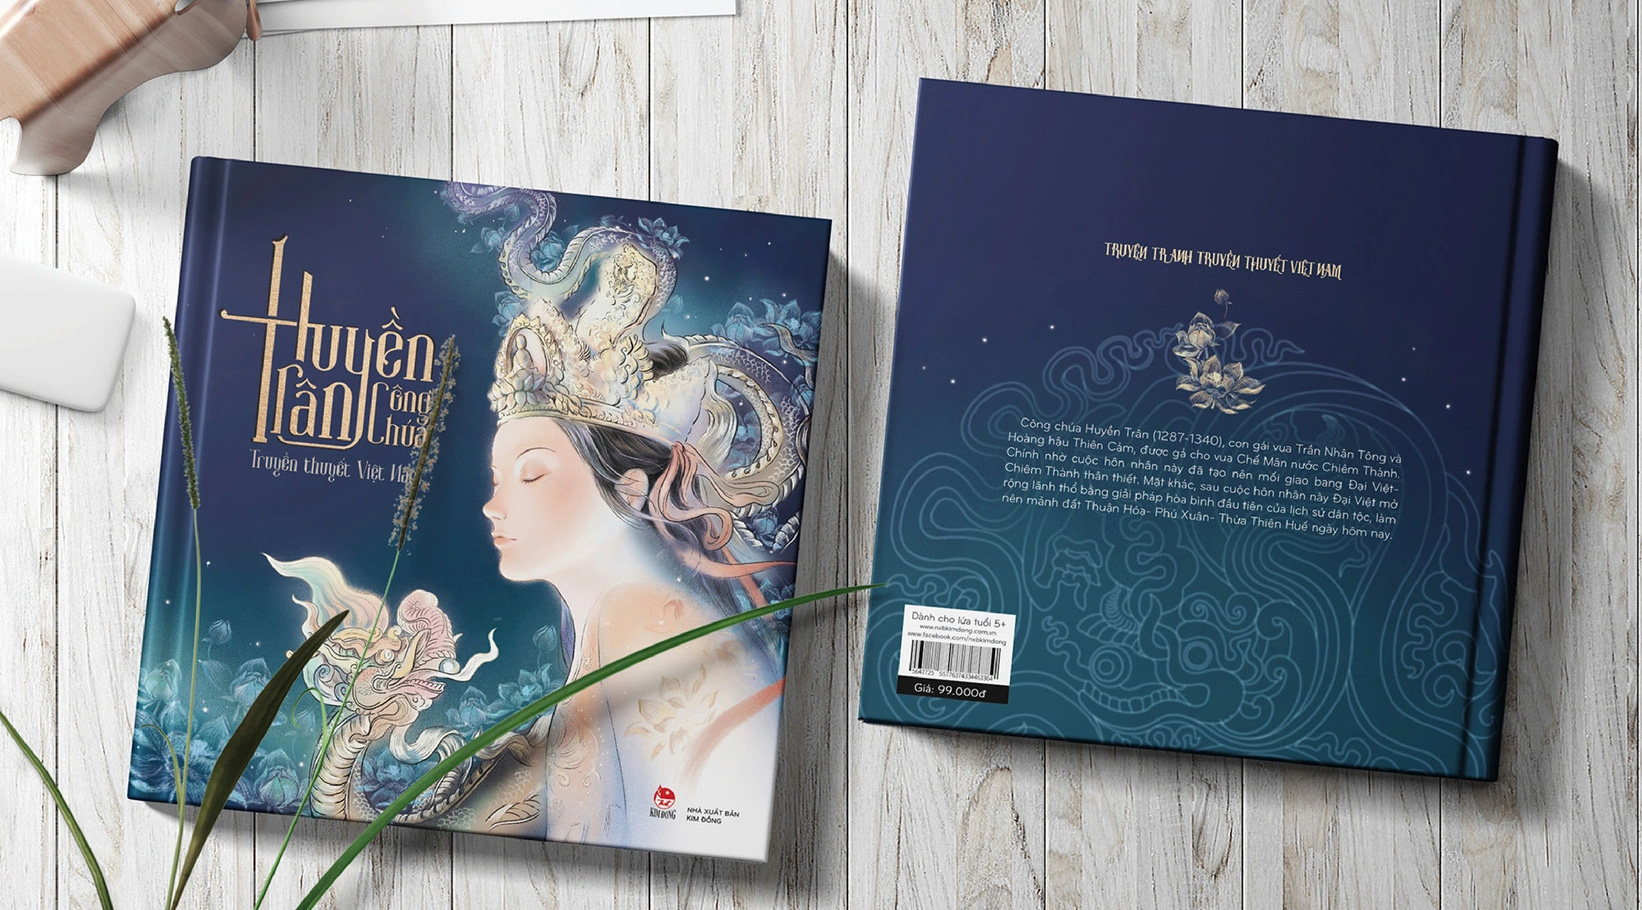 Huyền
Trân Công
Chúa
Truyền thuyết Việt
KIM ĐỒNG
NHÀ XUẤT BẢN
KIM ĐỒNG
TRUYỆN TRANH TRUYỀN THUYẾT VIỆT NAM
Công chúa Huyền Trân (1287-1340), con gái vua Trần Nhân Tông và
Hoàng hậu Thiên Cảm, được gả cho vua Chế Mân nước Chiêm Thành.
Chính nhờ cuộc hôn nhân này đã tạo nên mối giao bang Đại Việt-
Chiêm Thành thân thiết. Mặt khác, sau cuộc hôn nhân này Đại Việt mở
rộng lãnh thổ bằng giải pháp hòa bình đầu tiên của lịch sử dân tộc, làm
nên mảnh đất Thuận Hóa- Phú Xuân- Thừa Thiên Huế ngày hôm nay.
Dành cho lứa tuổi 5+
www.nxbkimdong.com.vn
www.facebook.com/nxbkimdong
Giá: 99.000đ